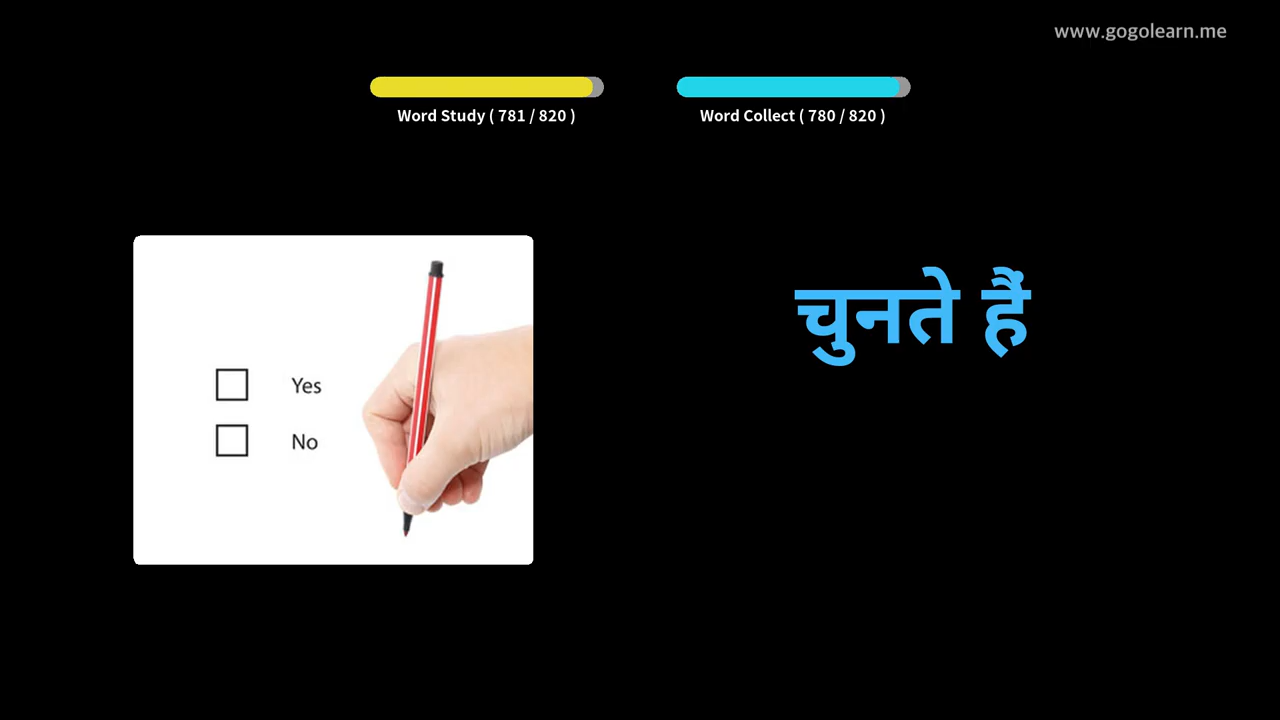 www.gogolearn.me
Word Study ( 781 / 820 )
Word Collect ( 780 / 820 )
चुनते हैं
Yes
No